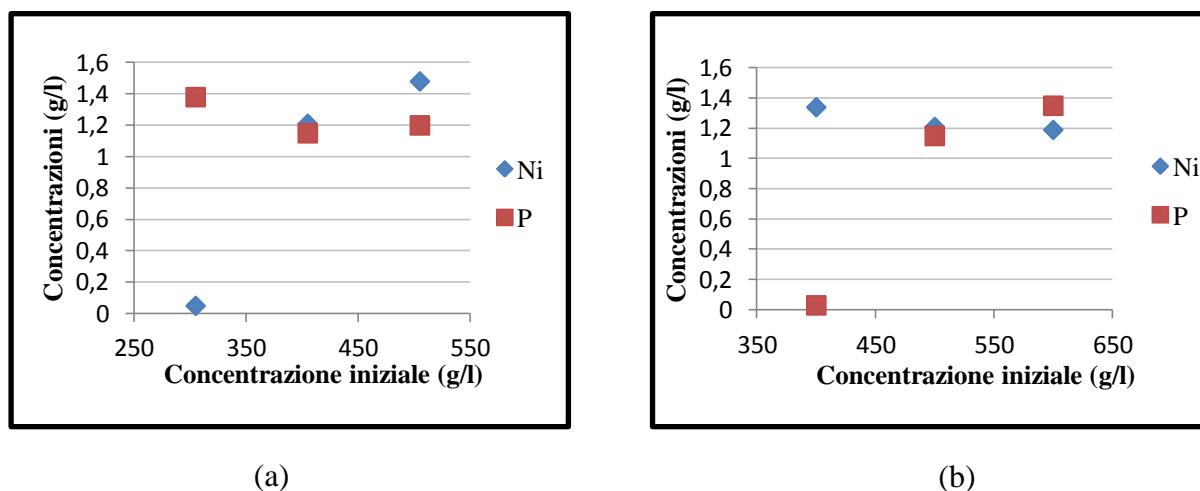 Concentrazioni (g/l)
1,6
1,4
1,2
1
0,8
0,6
0,4
0,2
0
250 350 450 550
Concentrazione iniziale (g/l)
Ni
P
(a)
Concentrazioni (g/l)
1,6
1,4
1,2
1
0,8
0,6
0,4
0,2
0
350 450 550 650
Concentrazione iniziale (g/l)
Ni
P
(b)